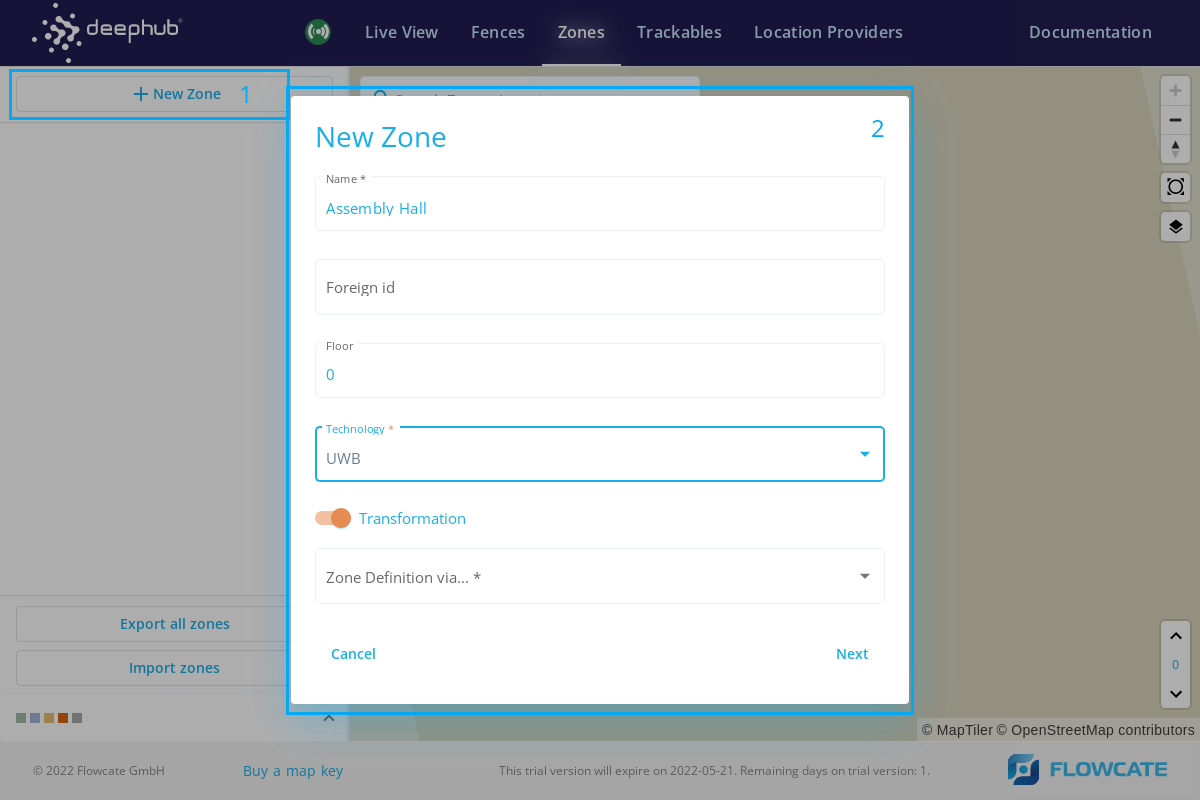 deephub®
Live View
Fences
Zones
Trackables
Location Providers
Documentation
New Zone
1
New Zone
2
Name *
Assembly Hall
Foreign id
Floor
0
Technology *
UWB
Transformation
Zone Definition via... *
Cancel
Next
Export all zones
Import zones
0
© MapTiler © OpenStreetMap contributors
© 2022 Flowcate GmbH
Buy a map key
This trial version will expire on 2022-05-21. Remaining days on trial version: 1.
FLOWCATE